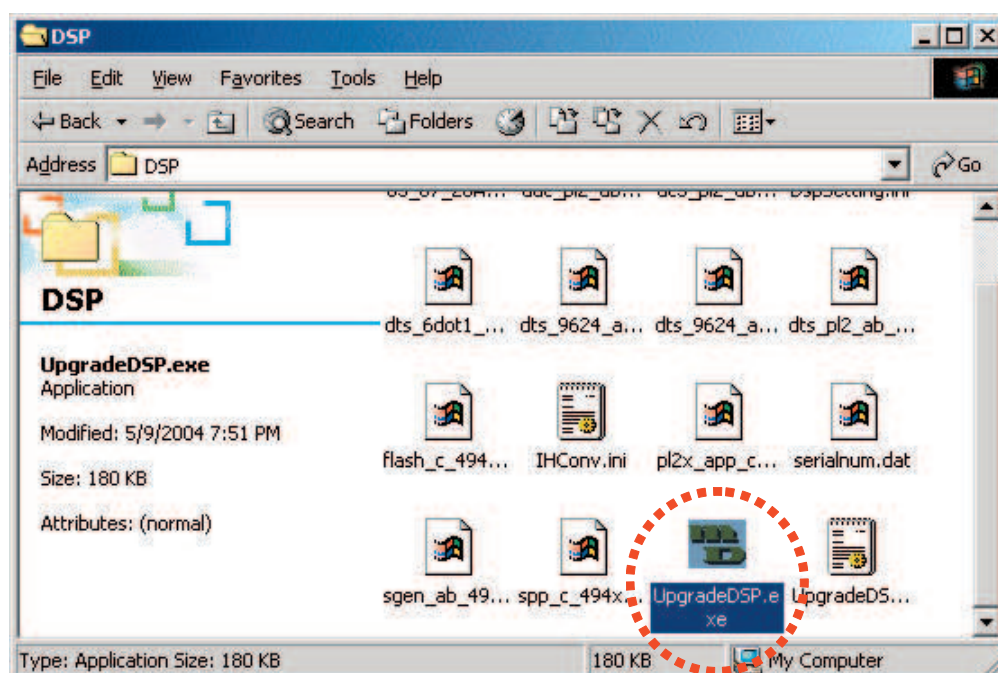 DSP
File Edit View Favorites Tools Help
Back Search Folders
Address DSP Go
DSP
UpgradeDSP.exe
Application
Modified: 5/9/2004 7:51 PM
Size: 180 KB
Attributes: (normal)
dts_6dot1_... dts_9624_a... dts_9624_a... dts_pl2_ab_...
flash_c_494... IHConv.ini pl2x_app_c... serialnum.dat
sgen_ab_49... spp_c_494x... UpgradeDSP.e UpgradeDS...
xe
Type: Application Size: 180 KB 180 KB My Computer